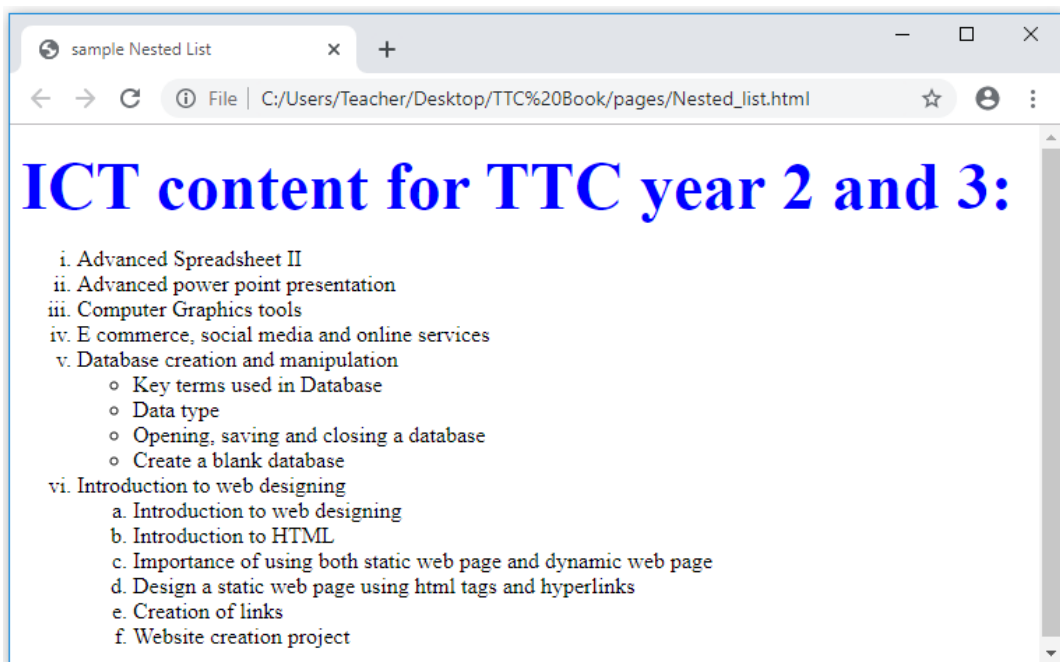 sample Nested List
File | C:/Users/Teacher/Desktop/TTC%20Book/pages/Nested_list.html
ICT content for TTC year 2 and 3:
i. Advanced Spreadsheet II
ii. Advanced power point presentation
iii. Computer Graphics tools
iv. E commerce, social media and online services
v. Database creation and manipulation
Key terms used in Database
Data type
Opening, saving and closing a database
Create a blank database
vi. Introduction to web designing
a. Introduction to web designing
b. Introduction to HTML
c. Importance of using both static web page and dynamic web page
d. Design a static web page using html tags and hyperlinks
e. Creation of links
f. Website creation project